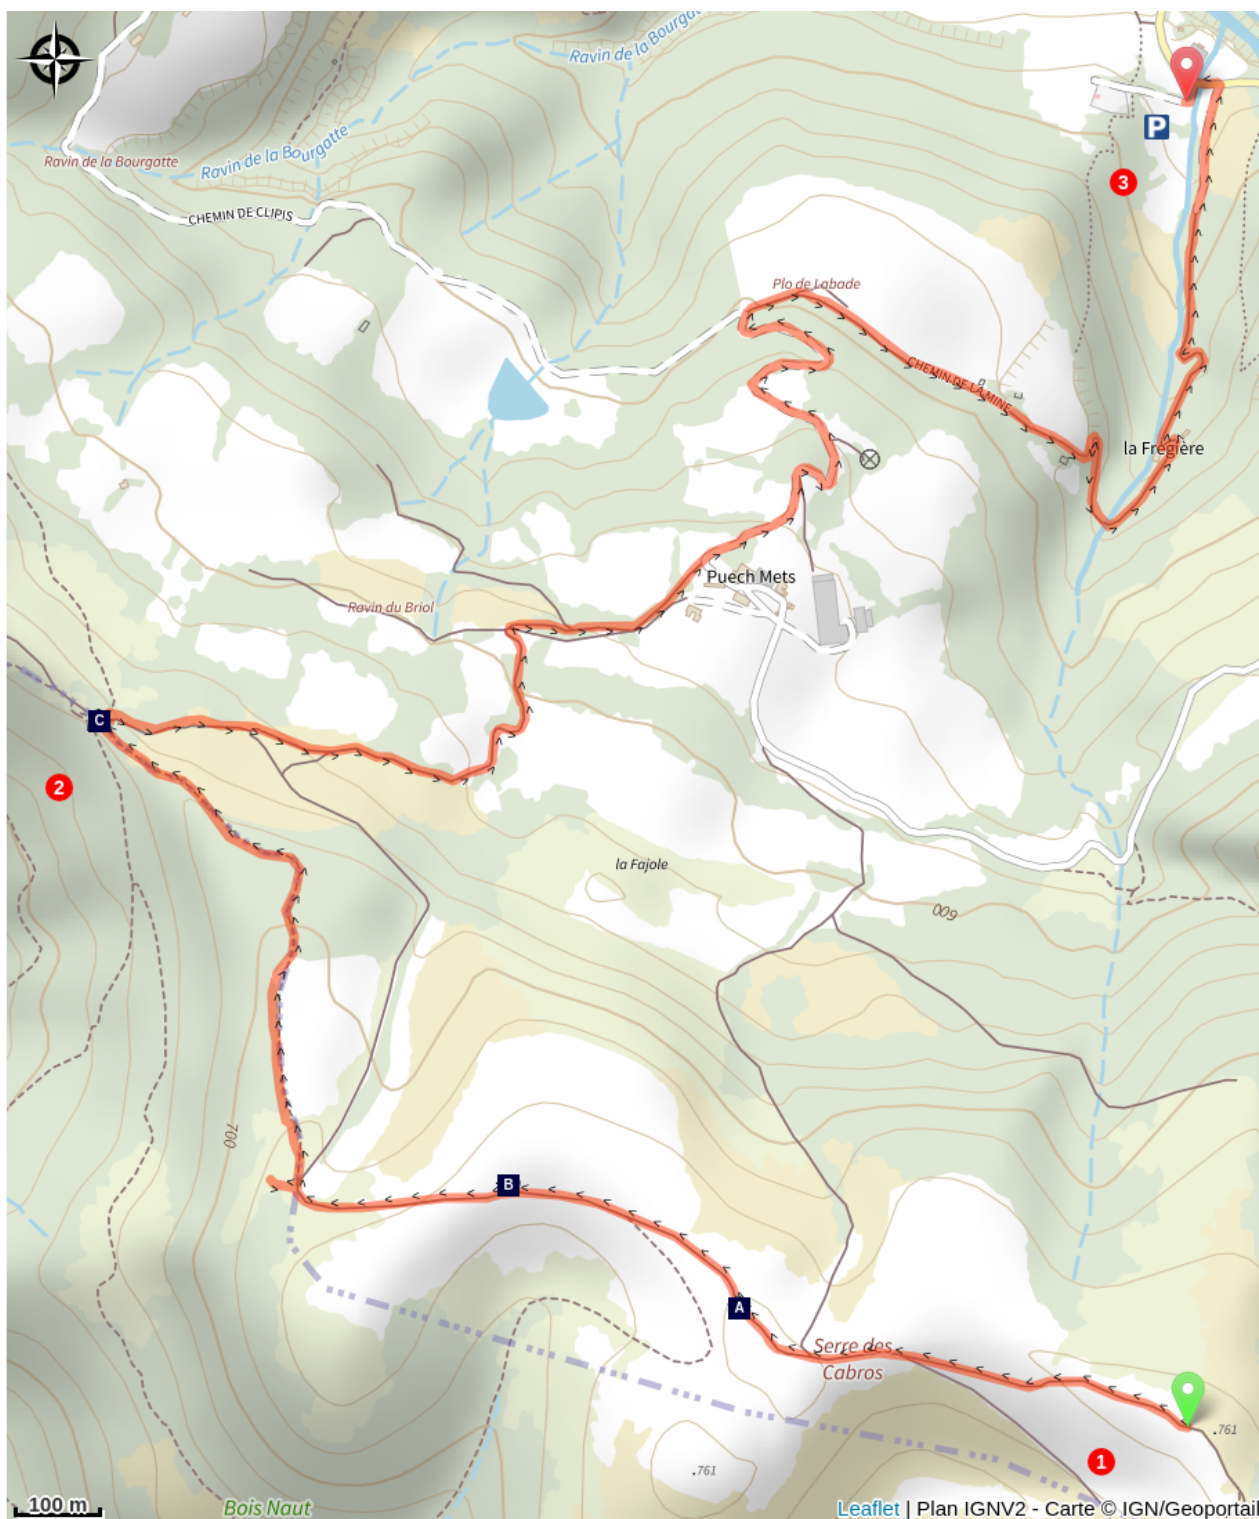 Ravin de la Bourga
P
Ravin de la Bourgatte
Ravin de la Bourgatte
3
CHEMIN DE CLIPIS
Plo de Labade
CHEMIN DE LA MINE
la Fregière
Puech Mets
Ravin du Briol
C
2
la Fajole
600
700
B
A
Serre des
Cabros
.761
.761
1
100 m
Bois Naut
Leaflet | Plan IGNV2 - Carte © IGN/Geoportail